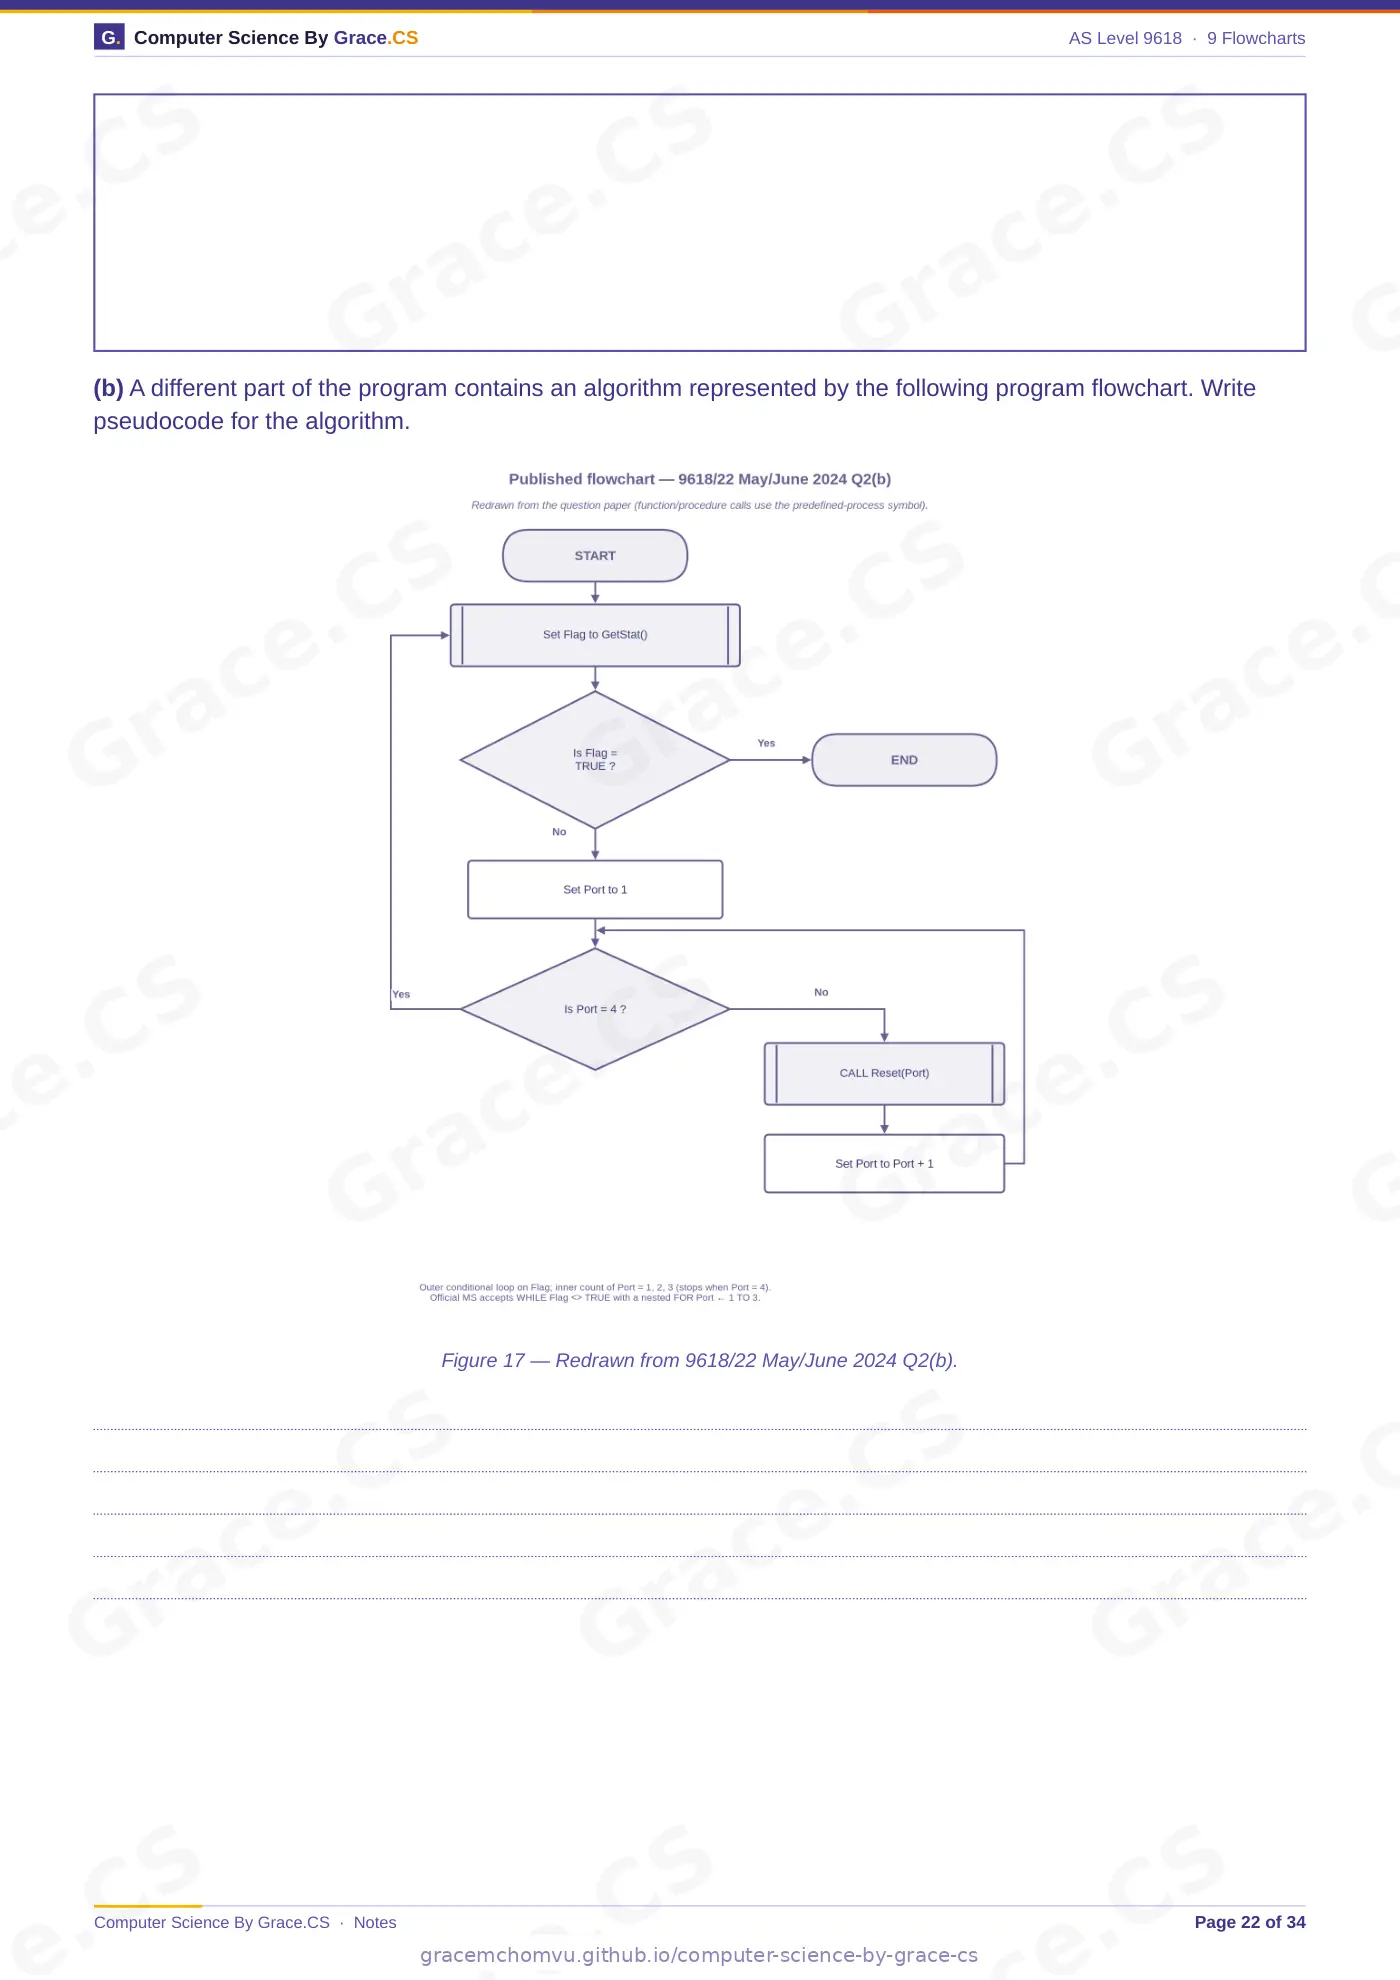 G. Computer Science By Grace.CS
AS Level 9618 · 9 Flowcharts
(b) A different part of the program contains an algorithm represented by the following program flowchart. Write
pseudocode for the algorithm.
Published flowchart — 9618/22 May/June 2024 Q2(b)
Redrawn from the question paper (function/procedure calls use the predefined-process symbol).
START
Set Flag to GetStat()
Is Flag =
TRUE ?
Yes
END
No
Set Port to 1
Is Port = 4 ?
Yes
No
CALL Reset(Port)
Set Port to Port + 1
Outer conditional loop on Flag; inner count of Port = 1, 2, 3 (stops when Port = 4).
Official MS accepts WHILE Flag <> TRUE with a nested FOR Port ← 1 TO 3.
Figure 17 — Redrawn from 9618/22 May/June 2024 Q2(b).
Computer Science By Grace.CS · Notes
Page 22 of 34
gracemchomvu.github.io/computer-science-by-grace-cs
Grace.CS